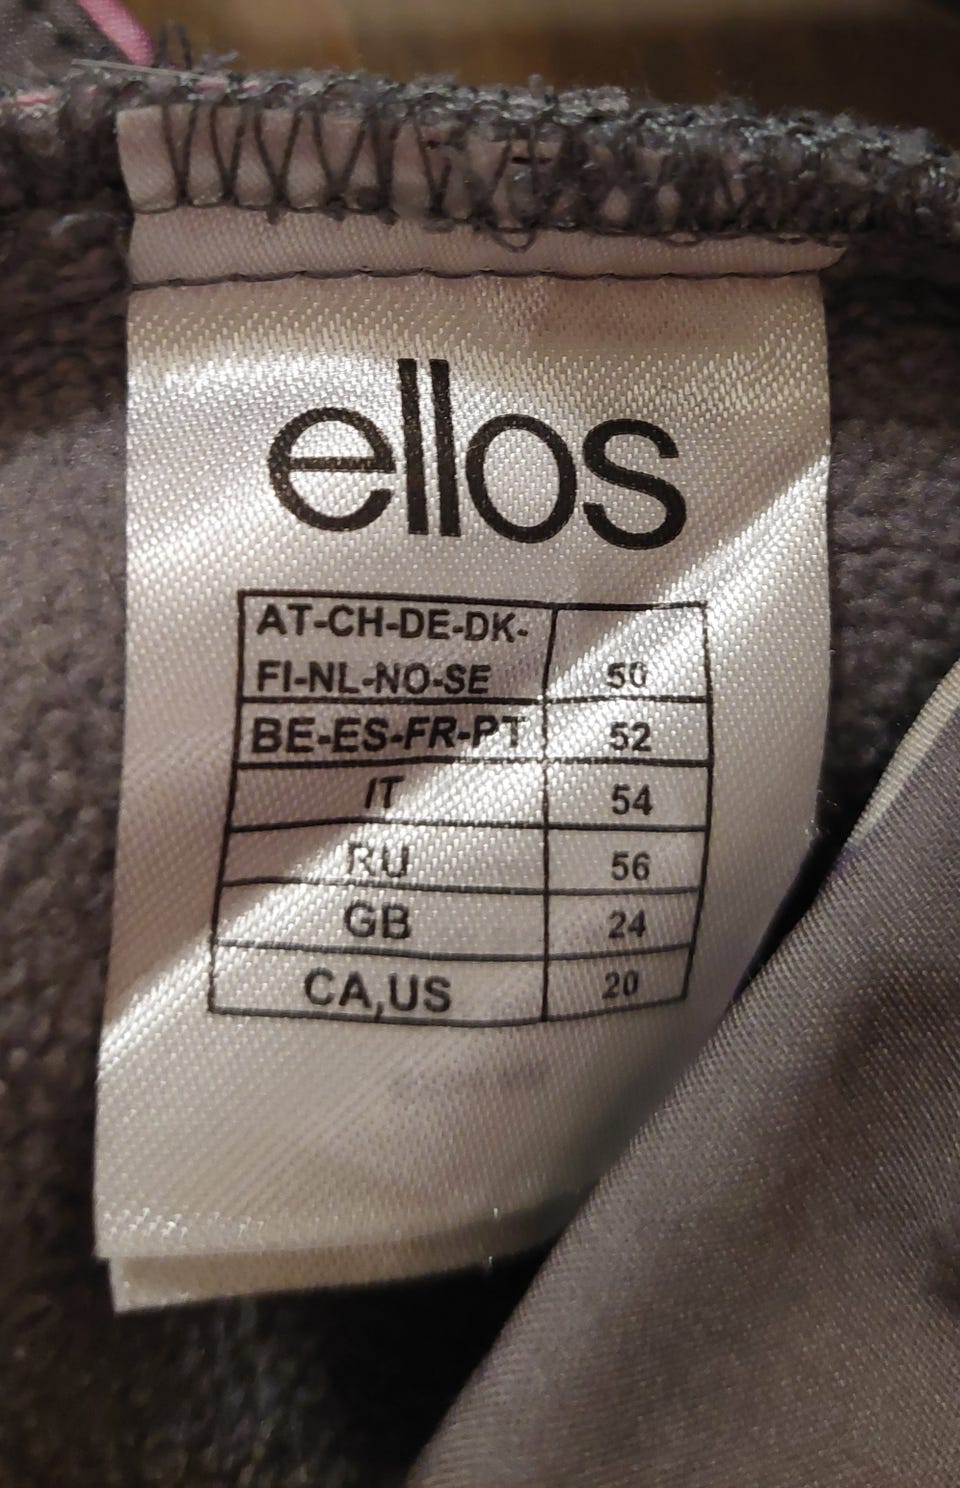 ellos
AT-CH-DE-DK-
FI-NL-NO-SE 50
BE-ES-FR-PT 52
IT 54
RU 56
GB 24
CA,US 20